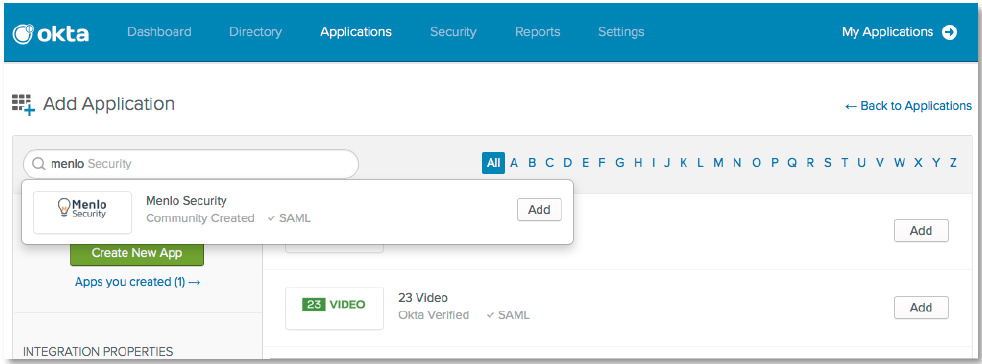 okta Dashboard Directory Applications Security Reports Settings My Applications
Add Application
← Back to Applications
menlo Security
All A B C D E F G H I J K L M N O P Q R S T U V W X Y Z
Menlo Security
Menlo Security
Community Created ✓ SAML
Add
Add
Create New App
Apps you created (1) →
23 VIDEO
23 Video
Okta Verified ✓ SAML
Add
INTEGRATION PROPERTIES